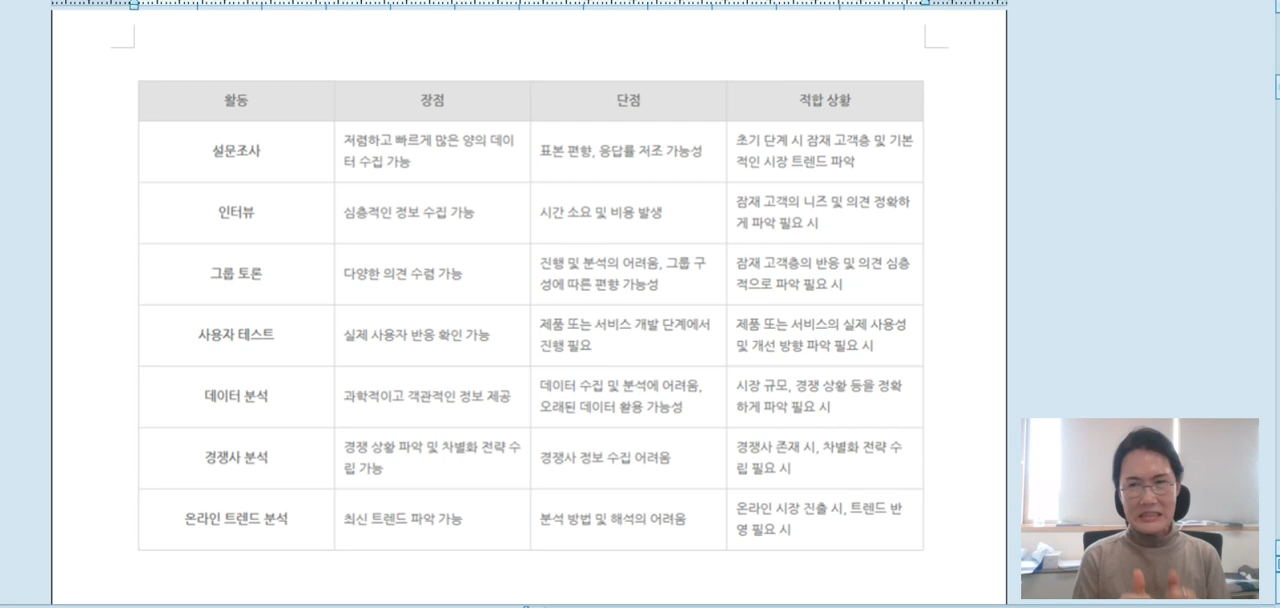 활동
장점
단점
적합 상황
설문조사
저렴하고 빠르게 많은 양의 데이
터 수집 가능
표본 편향, 응답률 저조 가능성
초기 단계 시 잠재 고객층 및 기본
적인 시장 트렌드 파악
인터뷰
심층적인 정보 수집 가능
시간 소요 및 비용 발생
잠재 고객의 니즈 및 의견 정확하
게 파악 필요 시
그룹 토론
다양한 의견 수렴 가능
진행 및 분석의 어려움, 그룹 구
성에 따른 편향 가능성
잠재 고객층의 반응 및 의견 심층
적으로 파악 필요 시
사용자 테스트
실제 사용자 반응 확인 가능
제품 또는 서비스 개발 단계에서
진행 필요
제품 또는 서비스의 실제 사용성
및 개선 방향 파악 필요 시
데이터 분석
과학적이고 객관적인 정보 제공
데이터 수집 및 분석에 어려움,
오래된 데이터 활용 가능성
시장 규모, 경쟁 상황 등을 정확
하게 파악 필요 시
경쟁사 분석
경쟁 상황 파악 및 차별화 전략 수
립 가능
경쟁사 정보 수집 어려움
경쟁사 존재 시, 차별화 전략 수
립 필요 시
온라인 트렌드 분석
최신 트렌드 파악 가능
분석 방법 및 해석의 어려움
온라인 시장 진출 시, 트렌드 반
영 필요 시